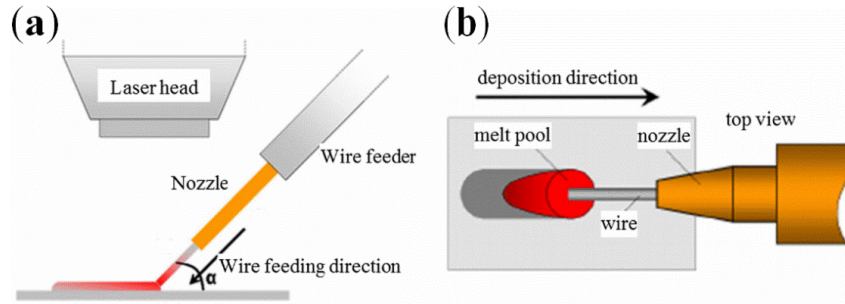 (a)
Laser head
Wire feeder
Nozzle
Wire feeding direction
α
(b)
deposition direction
top view
melt pool
nozzle
wire